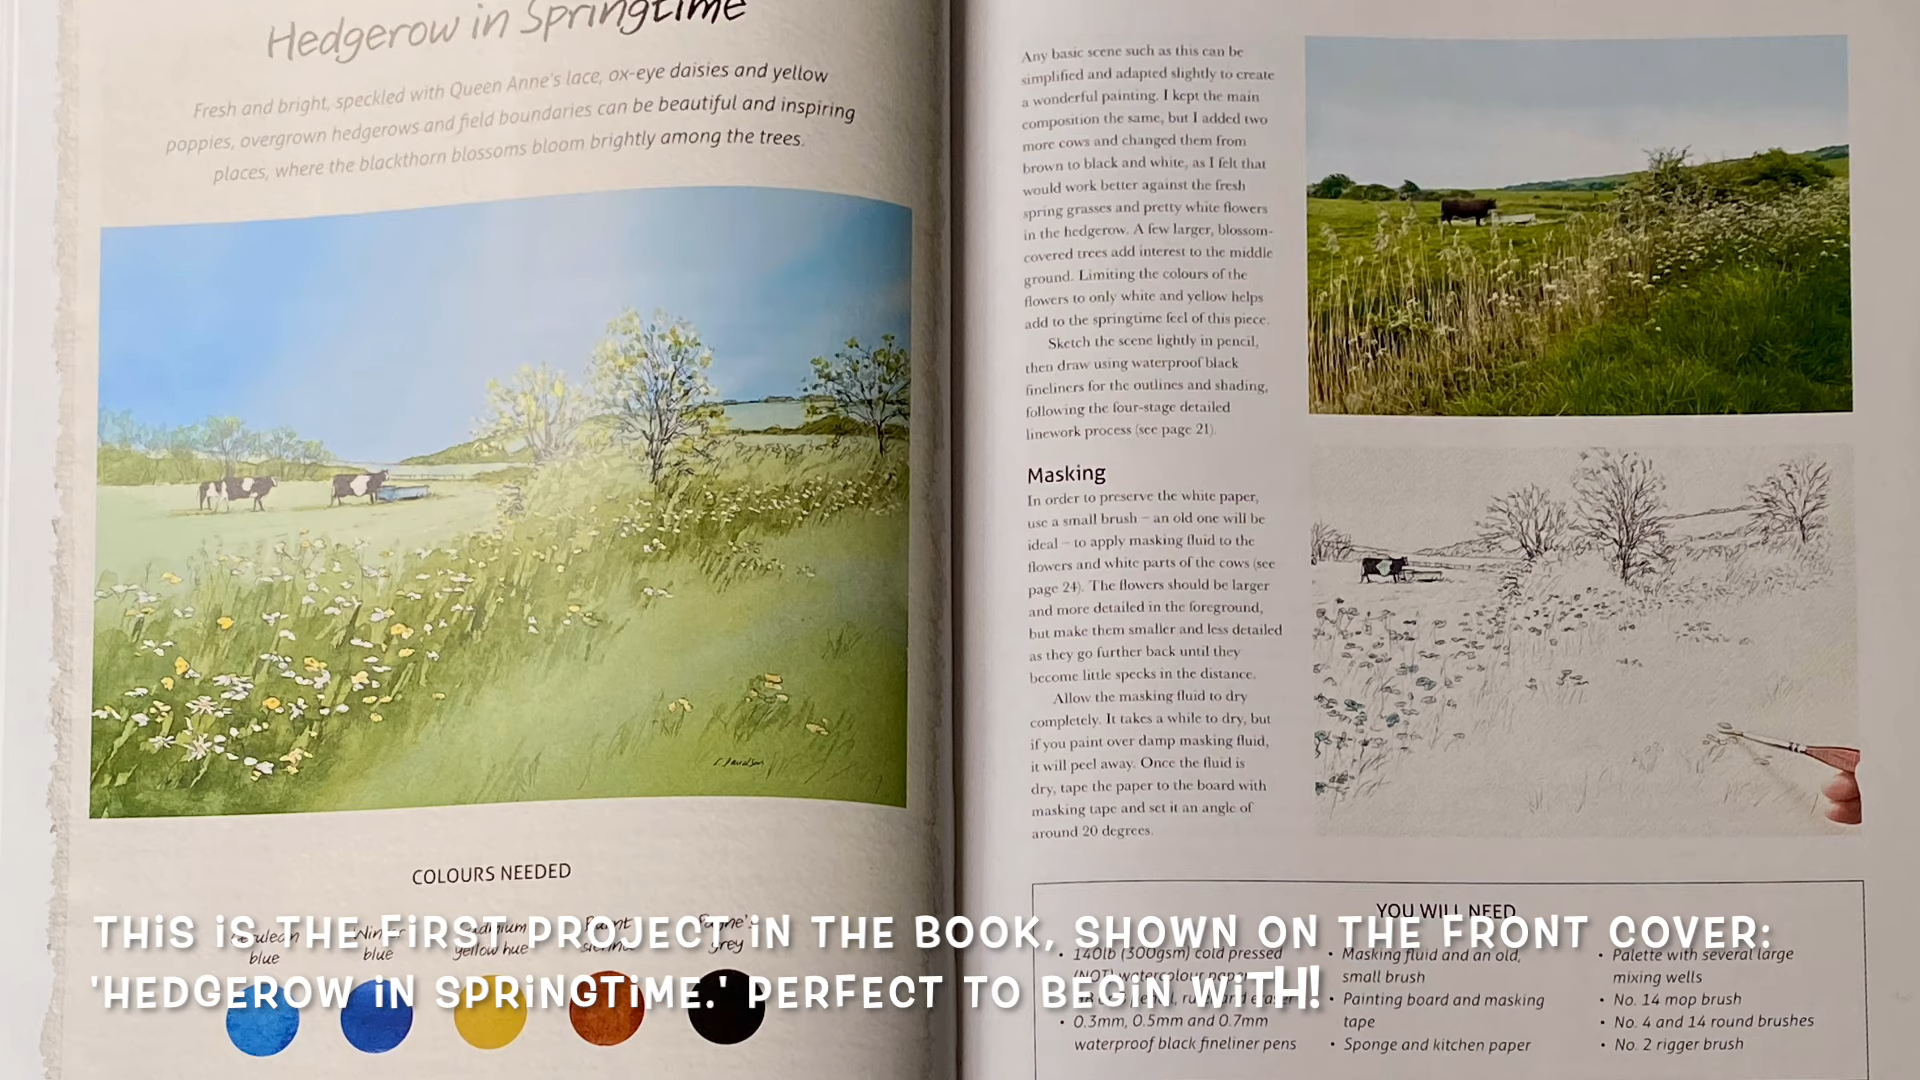 Hedgerow in Springtime
Fresh and bright, speckled with Queen Anne's lace, ox-eye daisies and yellow
poppies, overgrown hedgerows and field boundaries can be beautiful and inspiring
places, where the blackthorn blossoms bloom brightly among the trees.
COLOURS NEEDED
blue
blue
yellow hue
grey
Any basic scene such as this can be
simplified and adapted slightly to create
a wonderful painting. I kept the main
composition the same, but I added two
more cows and changed them from
brown to black and white, as I felt that
would work better against the fresh
spring grasses and pretty white flowers
in the hedgerow. A few larger, blossom-
covered trees add interest to the middle
ground. Limiting the colours of the
flowers to only white and yellow helps
add to the springtime feel of this piece.
Sketch the scene lightly in pencil,
then draw using waterproof black
fineliners for the outlines and shading,
following the four-stage detailed
linework process (see page 21).
Masking
In order to preserve the white paper,
use a small brush – an old one will be
ideal – to apply masking fluid to the
flowers and white parts of the cows (see
page 24). The flowers should be larger
and more detailed in the foreground,
but make them smaller and less detailed
as they go further back until they
become little specks in the distance.
Allow the masking fluid to dry
completely. It takes a while to dry, but
if you paint over damp masking fluid,
it will peel away. Once the fluid is
dry, tape the paper to the board with
masking tape and set it an angle of
around 20 degrees.
YOU WILL NEED
• 140lb (300gsm) cold pressed
(NOT) watercolour paper
• 0.3mm, 0.5mm and 0.7mm
waterproof black fineliner pens
• Masking fluid and an old,
small brush
• Painting board and masking
tape
• Sponge and kitchen paper
• Palette with several large
mixing wells
• No. 14 mop brush
• No. 4 and 14 round brushes
• No. 2 rigger brush
THIS IS THE FIRST PROJECT IN THE BOOK, SHOWN ON THE FRONT COVER:
'HEDGEROW IN SPRINGTIME.' PERFECT TO BEGIN WITH!